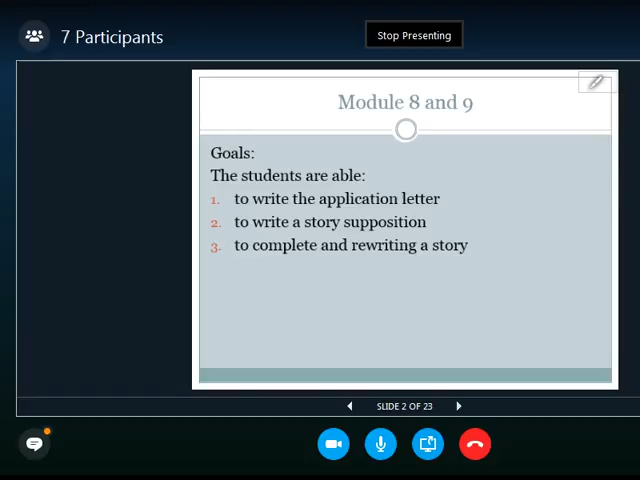 7 Participants
Stop Presenting
Module 8 and 9
Goals:
The students are able:
1. to write the application letter
2. to write a story supposition
3. to complete and rewriting a story
SLIDE 2 OF 23